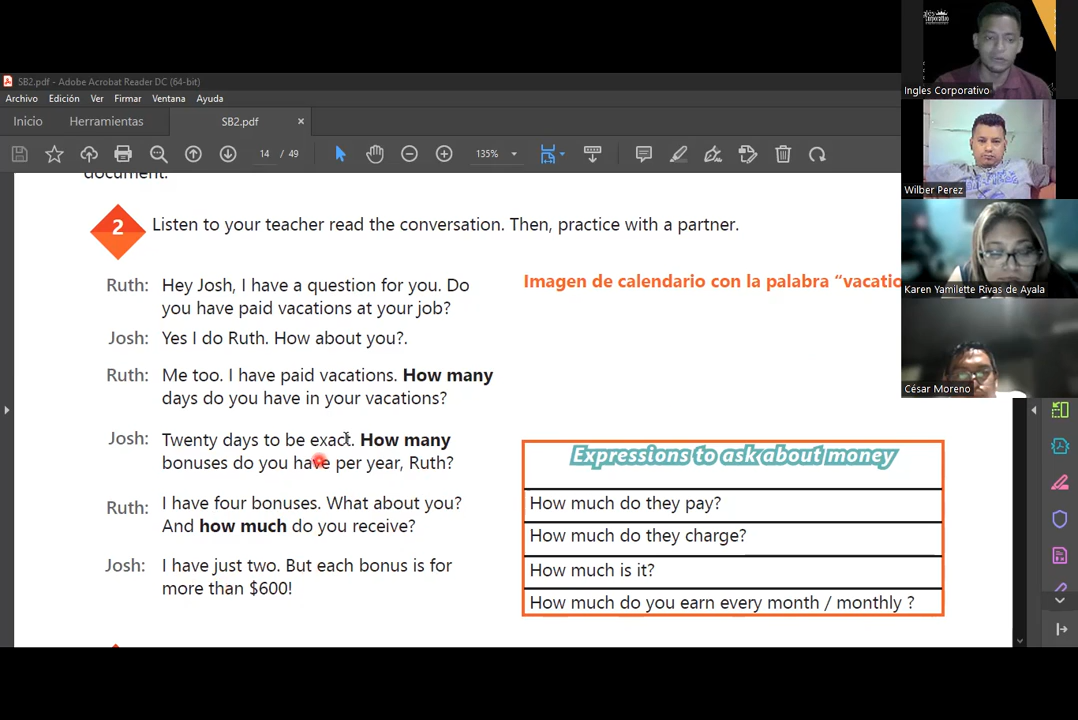 SB2.pdf - Adobe Acrobat Reader DC (64-bit)
Archivo Edición Ver Firmar Ventana Ayuda
Inicio Herramientas SB2.pdf ×
14 / 49 135%
document.
2 Listen to your teacher read the conversation. Then, practice with a partner.
Ruth: Hey Josh, I have a question for you. Do
you have paid vacations at your job?
Josh: Yes I do Ruth. How about you?.
Ruth: Me too. I have paid vacations. How many
days do you have in your vacations?
Josh: Twenty days to be exact. How many
bonuses do you have per year, Ruth?
Ruth: I have four bonuses. What about you?
And how much do you receive?
Josh: I have just two. But each bonus is for
more than $600!
Imagen de calendario con la palabra “vacatio
Expressions to ask about money
How much do they pay?
How much do they charge?
How much is it?
How much do you earn every month / monthly ?
Ingles Corporativo
Wilber Perez
Karen Yamilette Rivas de Ayala
César Moreno